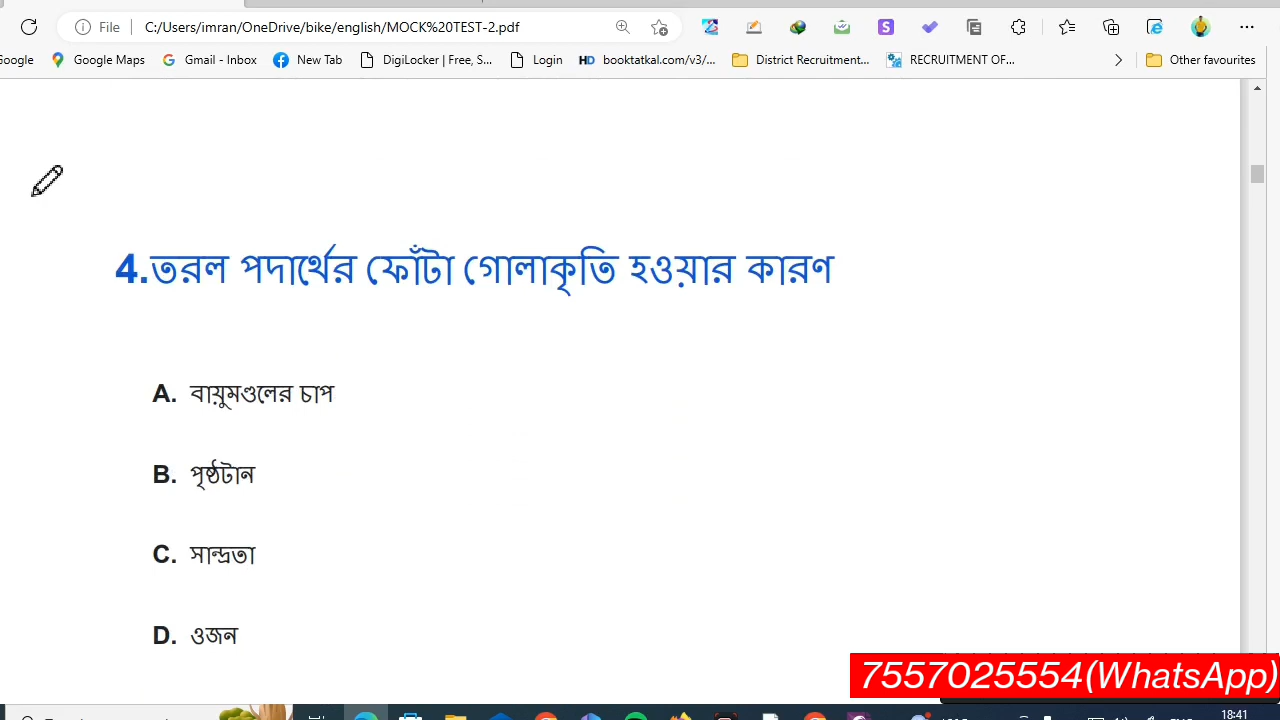 File C:/Users/imran/OneDrive/bike/english/MOCK%20TEST-2.pdf
Google Maps Gmail - Inbox New Tab DigiLocker | Free, S... Login HD booktatkal.com/v3/... District Recruitment... RECRUITMENT OF... Other favourites
4.তরল পদার্থের ফোঁটা গোলাকৃতি হওয়ার কারণ
A. বায়ুমণ্ডলের চাপ
B. পৃষ্ঠটান
C. সান্দ্রতা
D. ওজন
7557025554(WhatsApp)
18:41